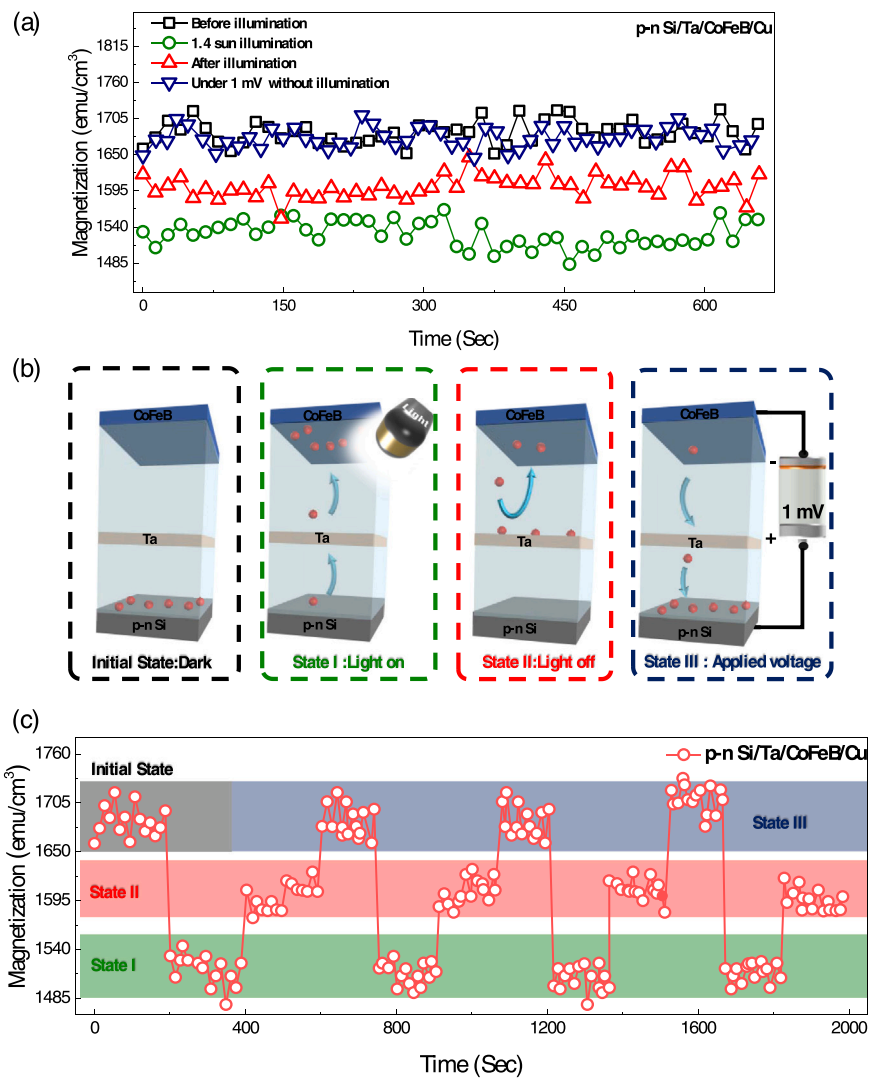 (a)
Before illumination
1.4 sun illumination
After illumination
Under 1 mV without illumination
p-n Si/Ta/CoFeB/Cu
Magnetization (emu/cm³)
1815
1760
1705
1650
1595
1540
1485
0 150 300 450 600
Time (Sec)
(b)
CoFeB
Ta
p-n Si
Initial State:Dark
CoFeB
Light
Ta
p-n Si
State I :Light on
CoFeB
Ta
p-n Si
State II:Light off
CoFeB
-
1 mV
Ta
+
p-n Si
State III : Applied voltage
(c)
p-n Si/Ta/CoFeB/Cu
Initial State
State III
State II
State I
Magnetization (emu/cm³)
1760
1705
1650
1595
1540
1485
0 400 800 1200 1600 2000
Time (Sec)